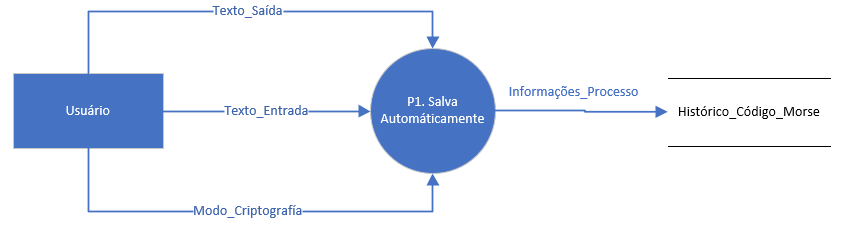 Texto_Saída
Usuário
Texto_Entrada
P1. Salva
Automáticamente
Informações_Processo
Histórico_Código_Morse
Modo_Criptografía